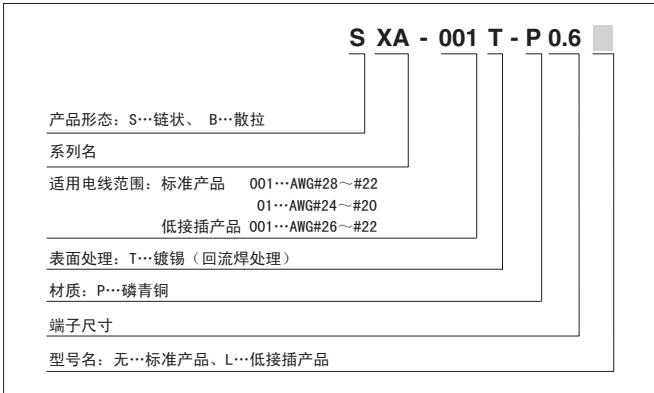 S XA - 001 T - P 0.6
产品形态：S…链状、 B…散拉
系列名
适用电线范围：标准产品 001…AWG#28～#22
01…AWG#24～#20
低接插产品 001…AWG#26～#22
表面处理：T…镀锡（回流焊处理）
材质：P…磷青铜
端子尺寸
型号名：无…标准产品、L…低接插产品